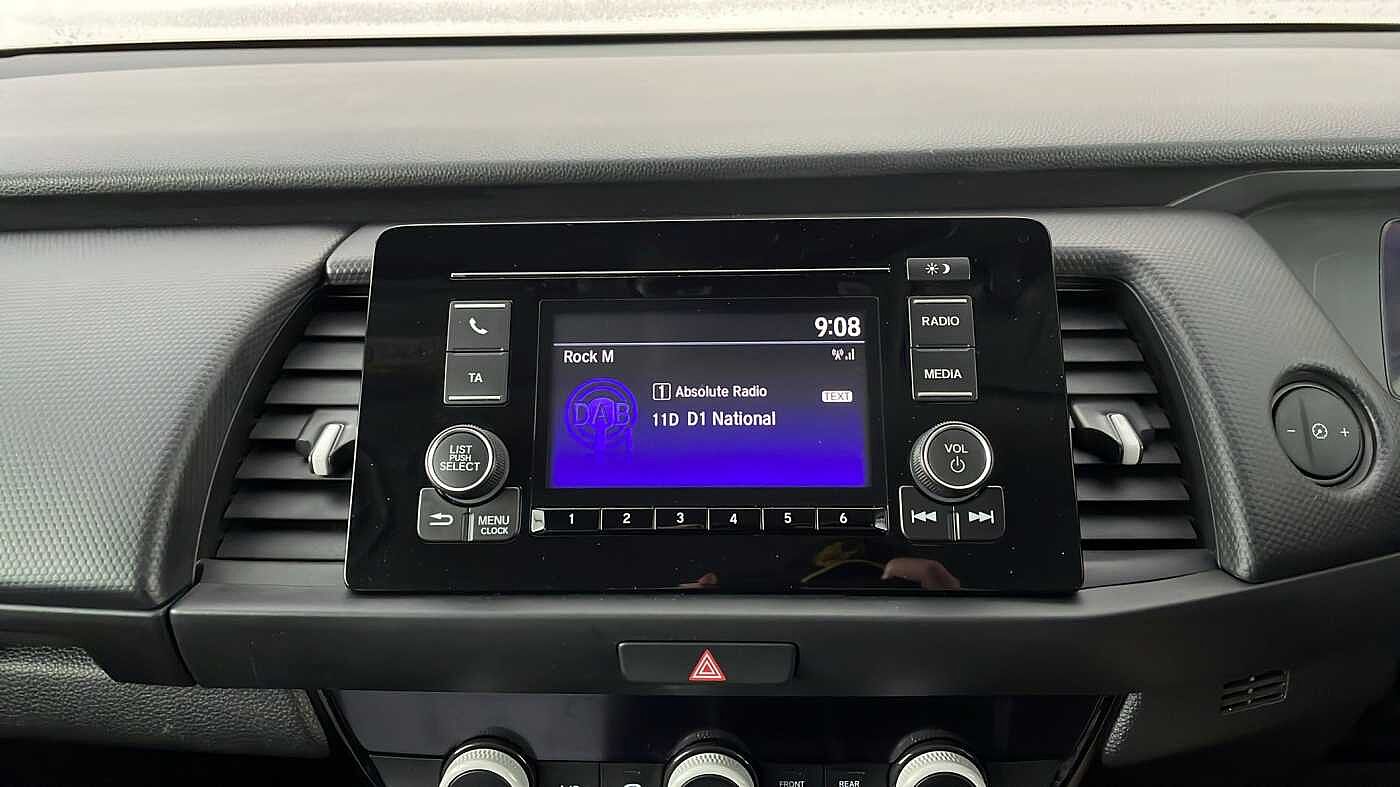 9:08
Rock M
TA
RADIO
MEDIA
DAB
1 Absolute Radio
TEXT
11D D1 National
LIST
PUSH
SELECT
VOL
MENU
CLOCK
1 2 3 4 5 6
- +
FRONT
REAR